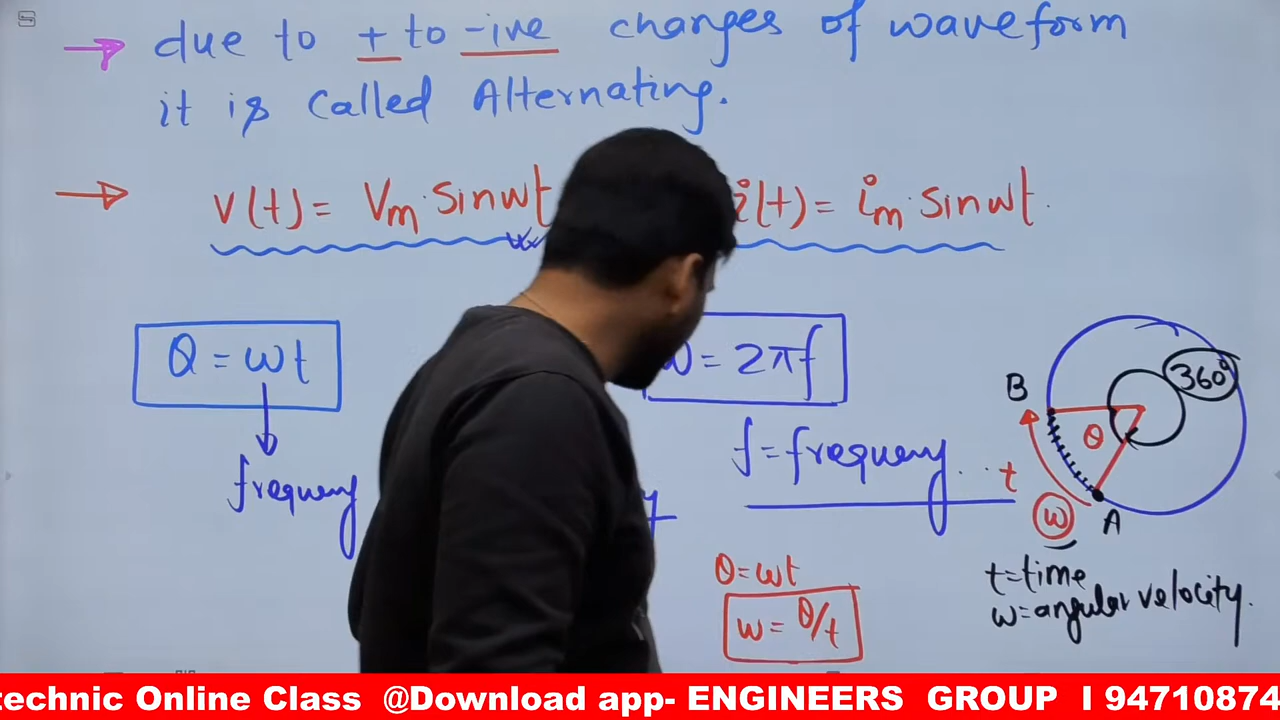 → due to + to -ive changes of waveform
it is called Alternating.
→ v(t) = Vm. Sinωt i(t) = im. Sinωt.
θ = ωt
= 2πf
frequency
f = frequency
360°
B
θ
t
ω
A
θ = ωt
ω = θ/t
t = time
ω = angular velocity.
technic Online Class @Download app- ENGINEERS GROUP I 94710874